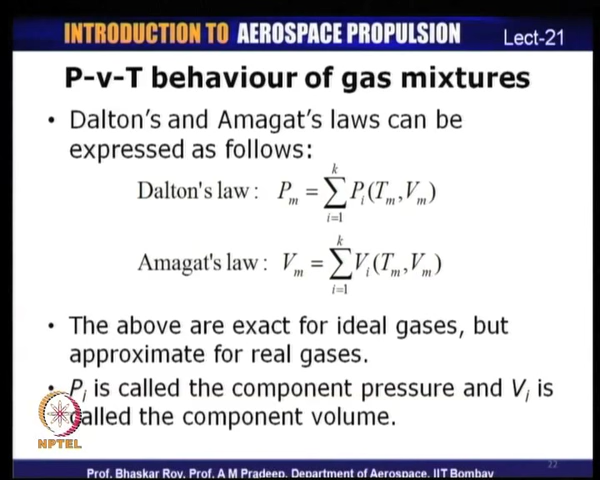 INTRODUCTION TO AEROSPACE PROPULSION
Lect-21
P-v-T behaviour of gas mixtures
• Dalton's and Amagat's laws can be
expressed as follows:
Dalton's law : P_m = ∑_{i=1}^{k} P_i(T_m, V_m)
Amagat's law : V_m = ∑_{i=1}^{k} V_i(T_m, V_m)
• The above are exact for ideal gases, but
approximate for real gases.
• P_i is called the component pressure and V_i is
called the component volume.
NPTEL
22
Prof. Bhaskar Roy, Prof. A M Pradeep, Department of Aerospace, IIT Bombay